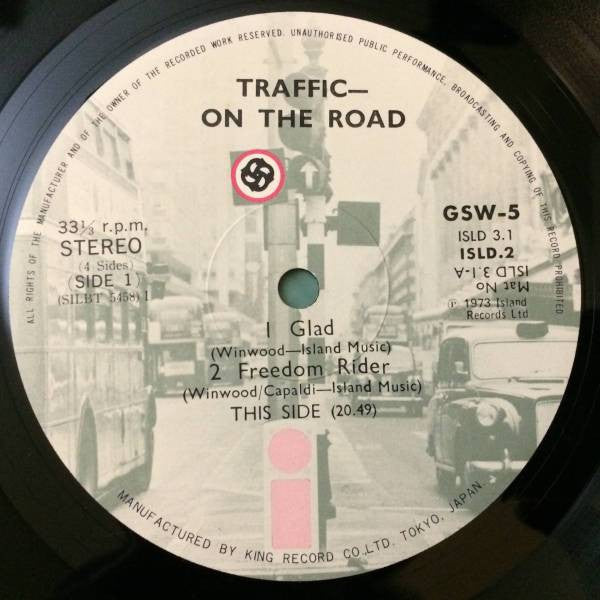 ALL RIGHTS OF THE MANUFACTURER AND OF THE OWNER OF THE RECORDED WORK RESERVED. UNAUTHORISED PUBLIC PERFORMANCE, BROADCASTING AND COPYING OF THIS RECORD PROHIBITED
TRAFFIC—
ON THE ROAD
33⅓ r.p.m.
STEREO
(4 Sides)
(SIDE 1)
(SILBT 5458) 1
GSW-5
ISLD 3.1
ISLD.2
Mat No
ISLD 3.1-A
℗ 1973 Island
Records Ltd
1 Glad
(Winwood—Island Music)
2 Freedom Rider
(Winwood/Capaldi—Island Music)
THIS SIDE (20.49)
i
MANUFACTURED BY KING RECORD CO., LTD. TOKYO, JAPAN